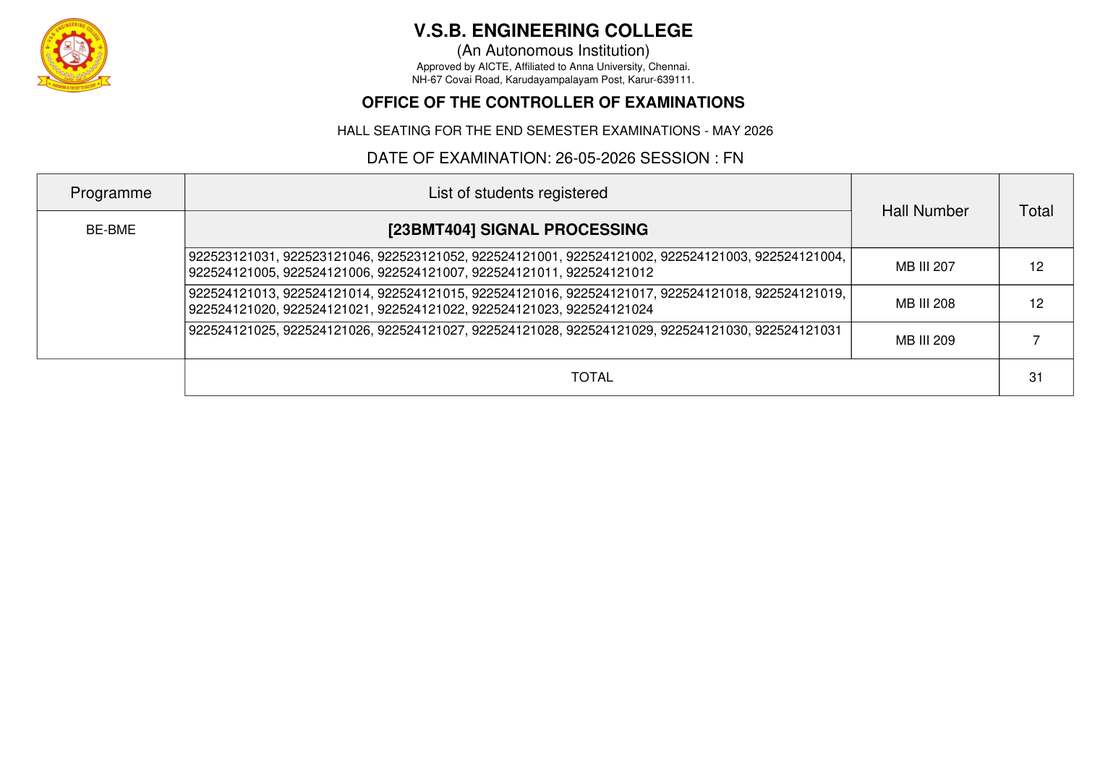 V.S.B. ENGINEERING COLLEGE
(An Autonomous Institution)
Approved by AICTE, Affiliated to Anna University, Chennai.
NH-67 Covai Road, Karudayampalayam Post, Karur-639111.
OFFICE OF THE CONTROLLER OF EXAMINATIONS
HALL SEATING FOR THE END SEMESTER EXAMINATIONS - MAY 2026
DATE OF EXAMINATION: 26-05-2026 SESSION : FN
Programme List of students registered Hall Number Total
BE-BME [23BMT404] SIGNAL PROCESSING
922523121031, 922523121046, 922523121052, 922524121001, 922524121002, 922524121003, 922524121004,
922524121005, 922524121006, 922524121007, 922524121011, 922524121012
MB III 207 12
922524121013, 922524121014, 922524121015, 922524121016, 922524121017, 922524121018, 922524121019,
922524121020, 922524121021, 922524121022, 922524121023, 922524121024
MB III 208 12
922524121025, 922524121026, 922524121027, 922524121028, 922524121029, 922524121030, 922524121031
MB III 209 7
TOTAL 31